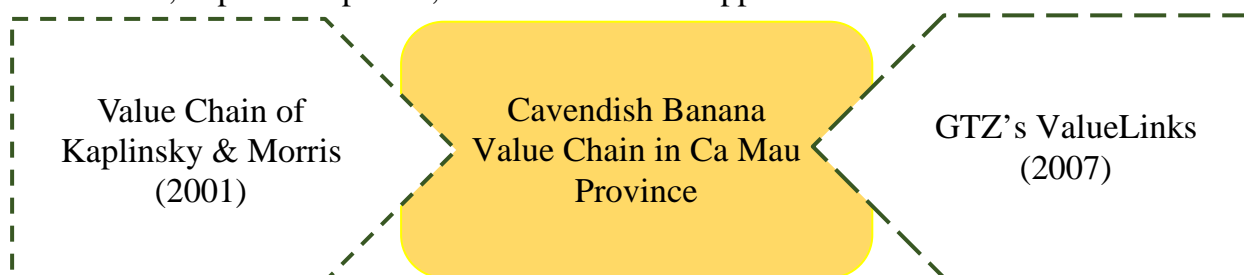 Value Chain of
Kaplinsky & Morris
(2001)
Cavendish Banana
Value Chain in Ca Mau
Province
GTZ's ValueLinks
(2007)